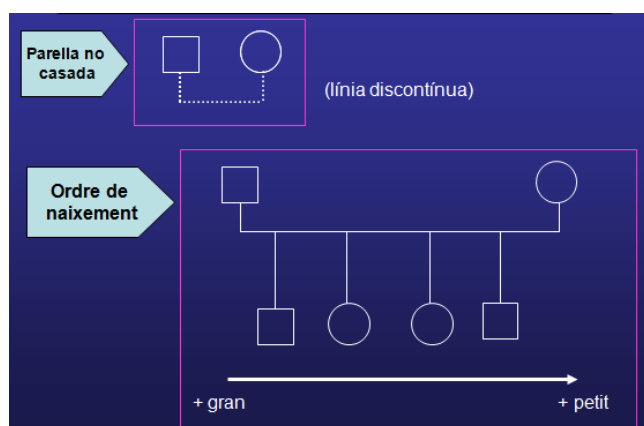 Parella no
casada
(línia discontínua)
Ordre de
naixement
+ gran
+ petit